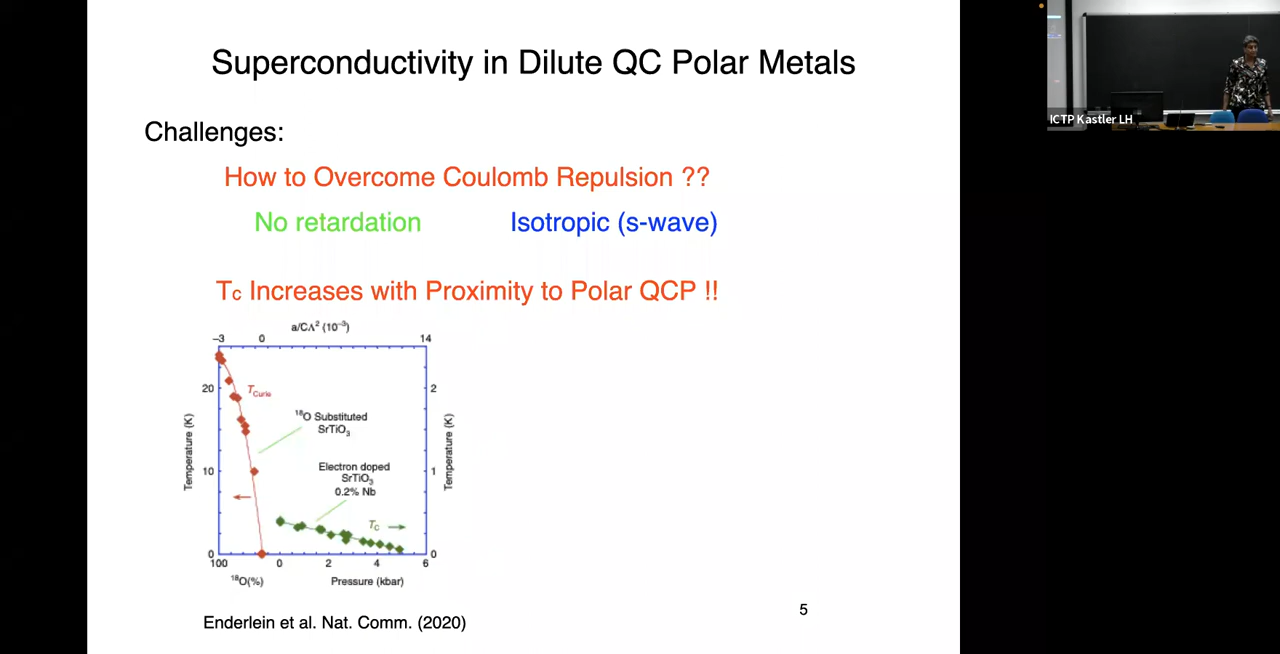 Superconductivity in Dilute QC Polar Metals
Challenges:
How to Overcome Coulomb Repulsion ??
No retardation
Isotropic (s-wave)
Tc Increases with Proximity to Polar QCP !!
a/CΛ² (10⁻³)
-3 0 14
20 2
TCurie
¹⁸O Substituted
SrTiO₃
Temperature (K)
Temperature (K)
10 1
Electron doped
SrTiO₃
0.2% Nb
Tc
0 0
100 0 2 4 6
¹⁸O(%) Pressure (kbar)
Enderlein et al. Nat. Comm. (2020)
5
ICTP Kastler LH